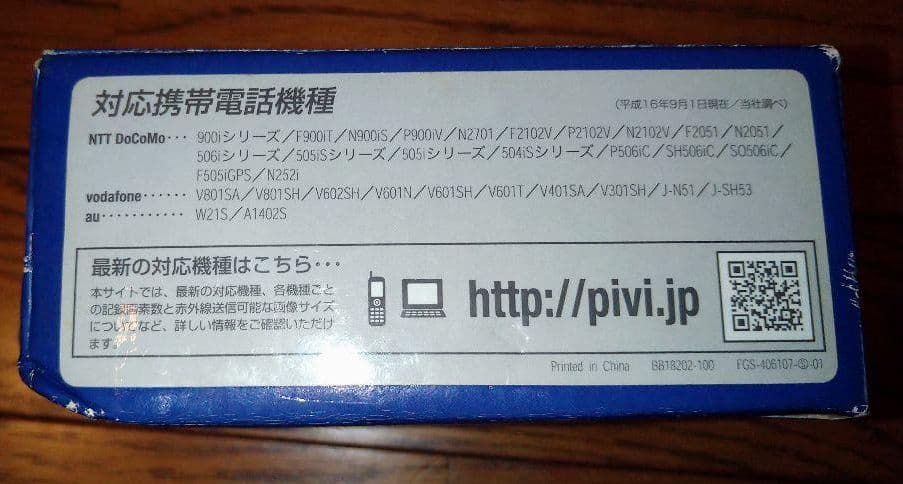 対応携帯電話機種
(平成16年9月1日現在/当社調べ)
NTT DoCoMo・・・ 900iシリーズ/F900iT/N900iS/P900iV/N2701/F2102V/P2102V/N2102V/F2051/N2051/
506iシリーズ/505iSシリーズ/505iシリーズ/504iSシリーズ/P506iC/SH506iC/SO506iC/
F505iGPS/N252i
vodafone・・・・・・ V801SA/V801SH/V602SH/V601N/V601SH/V601T/V401SA/V301SH/J-N51/J-SH53
au・・・・・・・・・・・ W21S/A1402S
最新の対応機種はこちら・・・
本サイトでは、最新の対応機種、各機種ごと
の記録画素数と赤外線送信可能な画像サイズ
についてなど、詳しい情報をご確認いただけ
ます。
http://pivi.jp
Printed in China BB18202-100 FGS-406107-Ⓢ-01